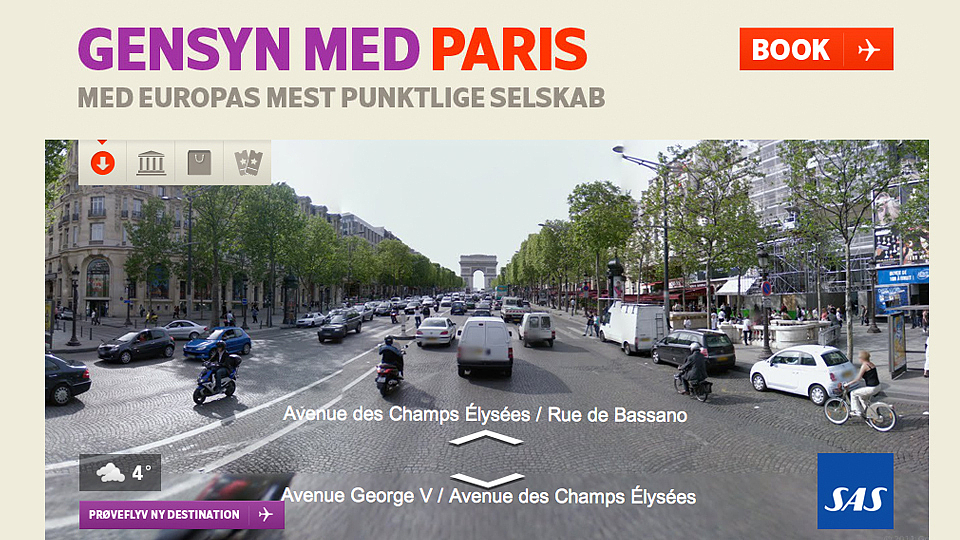 GENSYN MED PARIS
BOOK
MED EUROPAS MEST PUNKTLIGE SELSKAB
Avenue des Champs Élysées / Rue de Bassano
4°
Avenue George V / Avenue des Champs Élysées
PRØVEFLYV NY DESTINATION
SAS